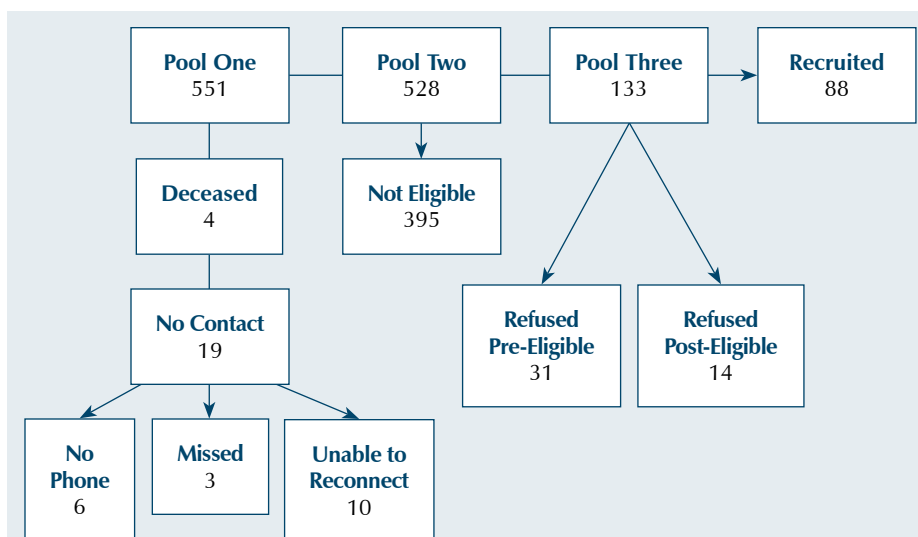 Pool One
551
Pool Two
528
Pool Three
133
Recruited
88
Deceased
4
Not Eligible
395
No Contact
19
Refused
Pre-Eligible
31
Refused
Post-Eligible
14
No
Phone
6
Missed
3
Unable to
Reconnect
10